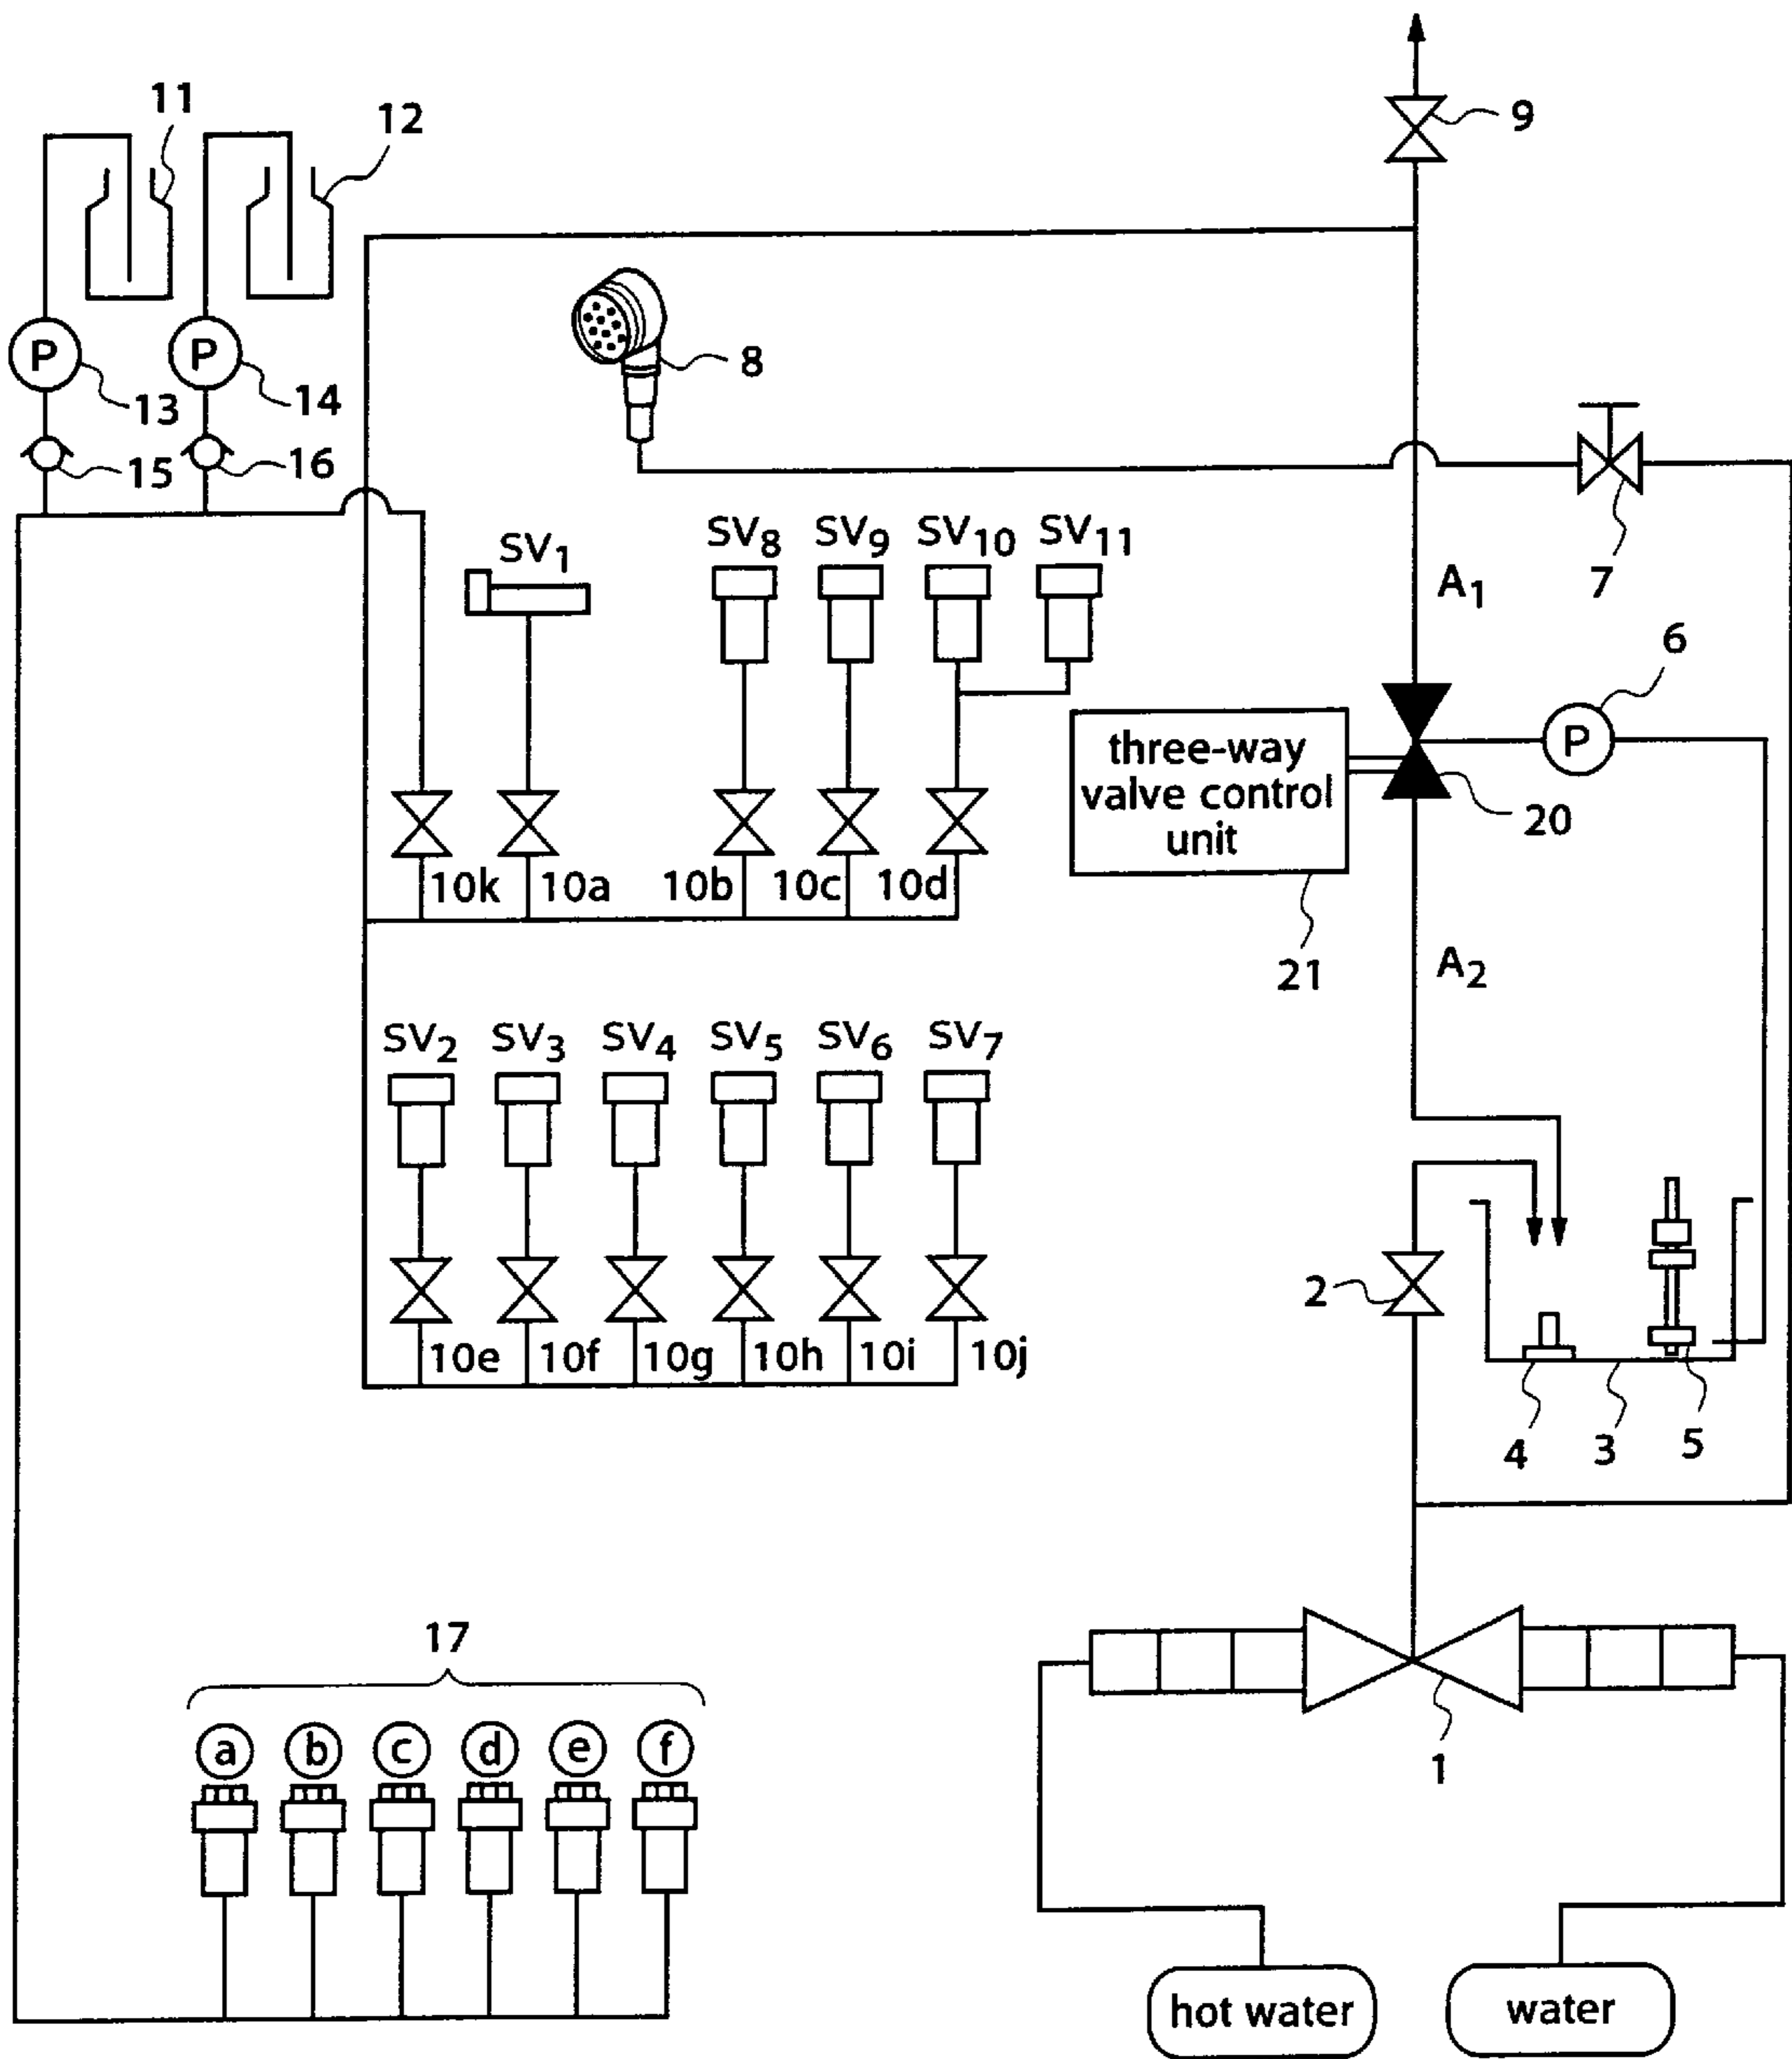 11
12
9
P
P
8
13
14
15
16
7
SV1
SV8
SV9
SV10
SV11
A1
6
three-way
valve control
unit
P
20
10k
10a
10b
10c
10d
21
A2
SV2
SV3
SV4
SV5
SV6
SV7
2
10e
10f
10g
10h
10i
10j
4
3
5
17
1
a
b
c
d
e
f
hot water
water